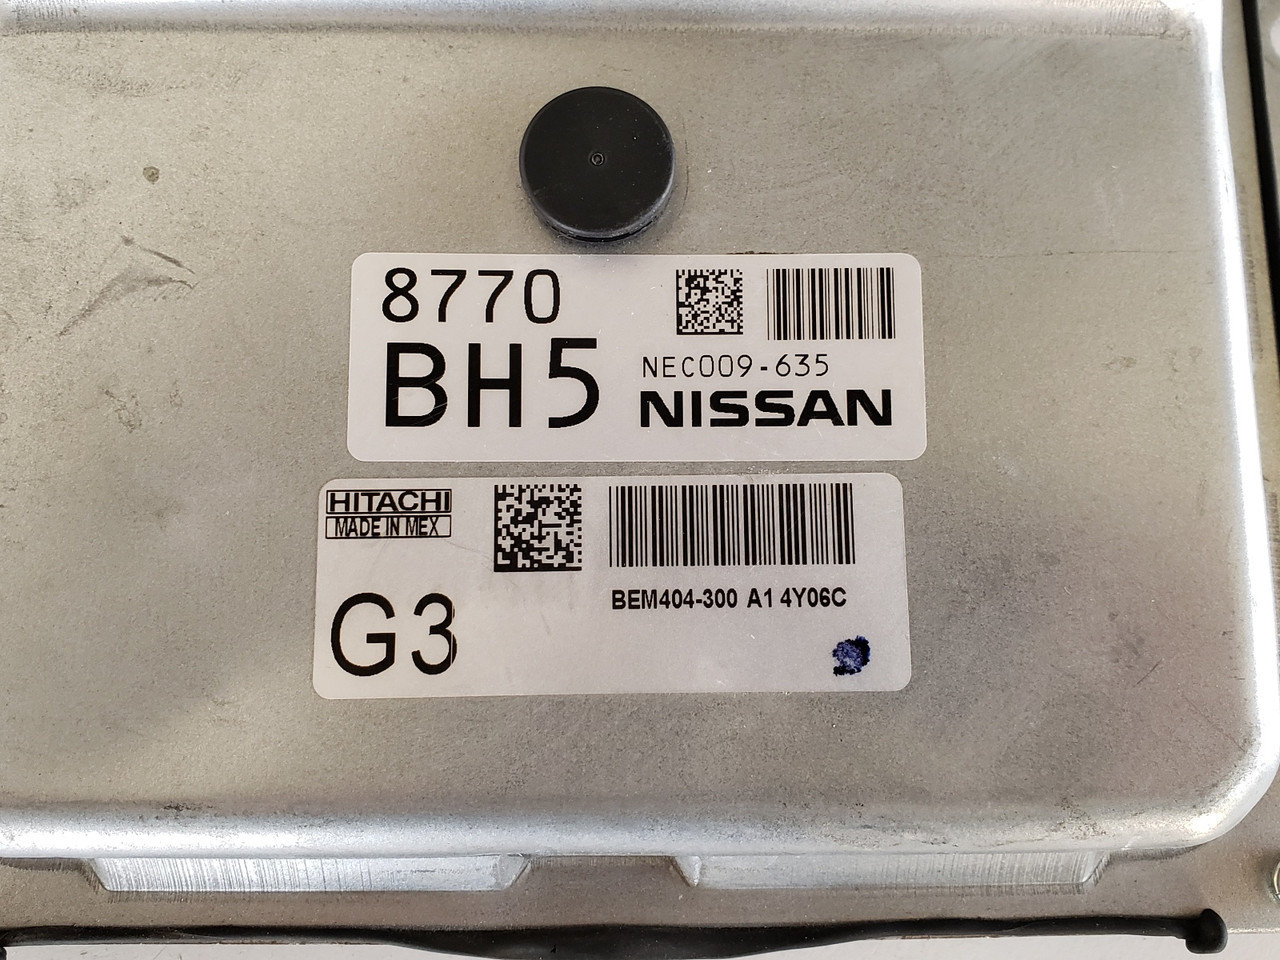 8770
BH5
NEC009-635
NISSAN
HITACHI
MADE IN MEX
G3
BEM404-300 A1 4Y06C